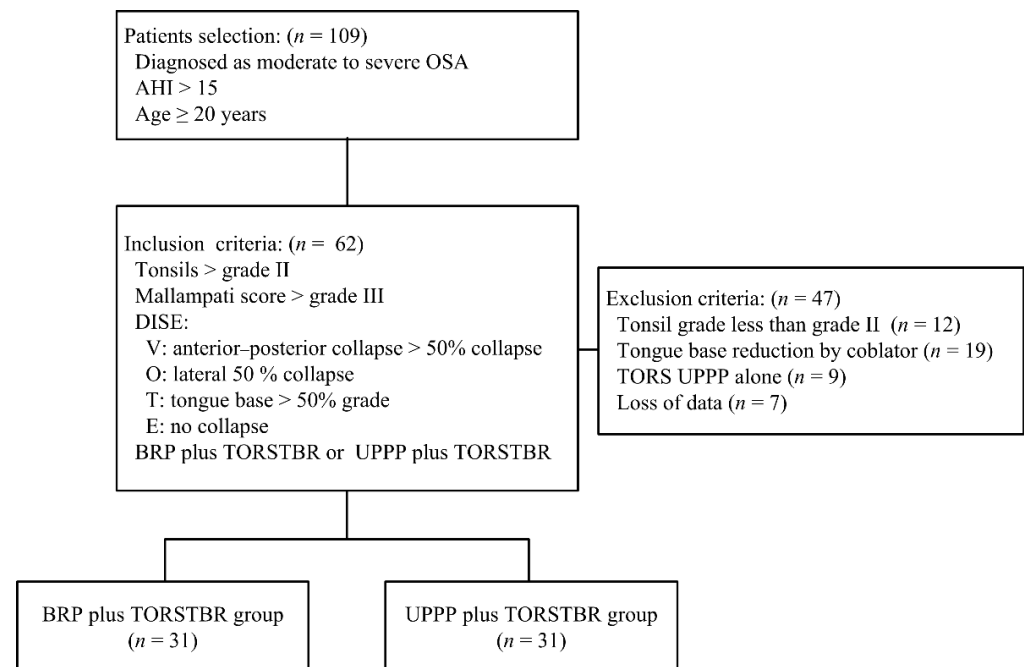 Patients selection: (n = 109)
Diagnosed as moderate to severe OSA
AHI > 15
Age ≥ 20 years
Inclusion criteria: (n = 62)
Tonsils > grade II
Mallampati score > grade III
DISE:
V: anterior–posterior collapse > 50% collapse
O: lateral 50 % collapse
T: tongue base > 50% grade
E: no collapse
BRP plus TORSTBR or UPPP plus TORSTBR
Exclusion criteria: (n = 47)
Tonsil grade less than grade II (n = 12)
Tongue base reduction by coblator (n = 19)
TORS UPPP alone (n = 9)
Loss of data (n = 7)
BRP plus TORSTBR group
(n = 31)
UPPP plus TORSTBR group
(n = 31)